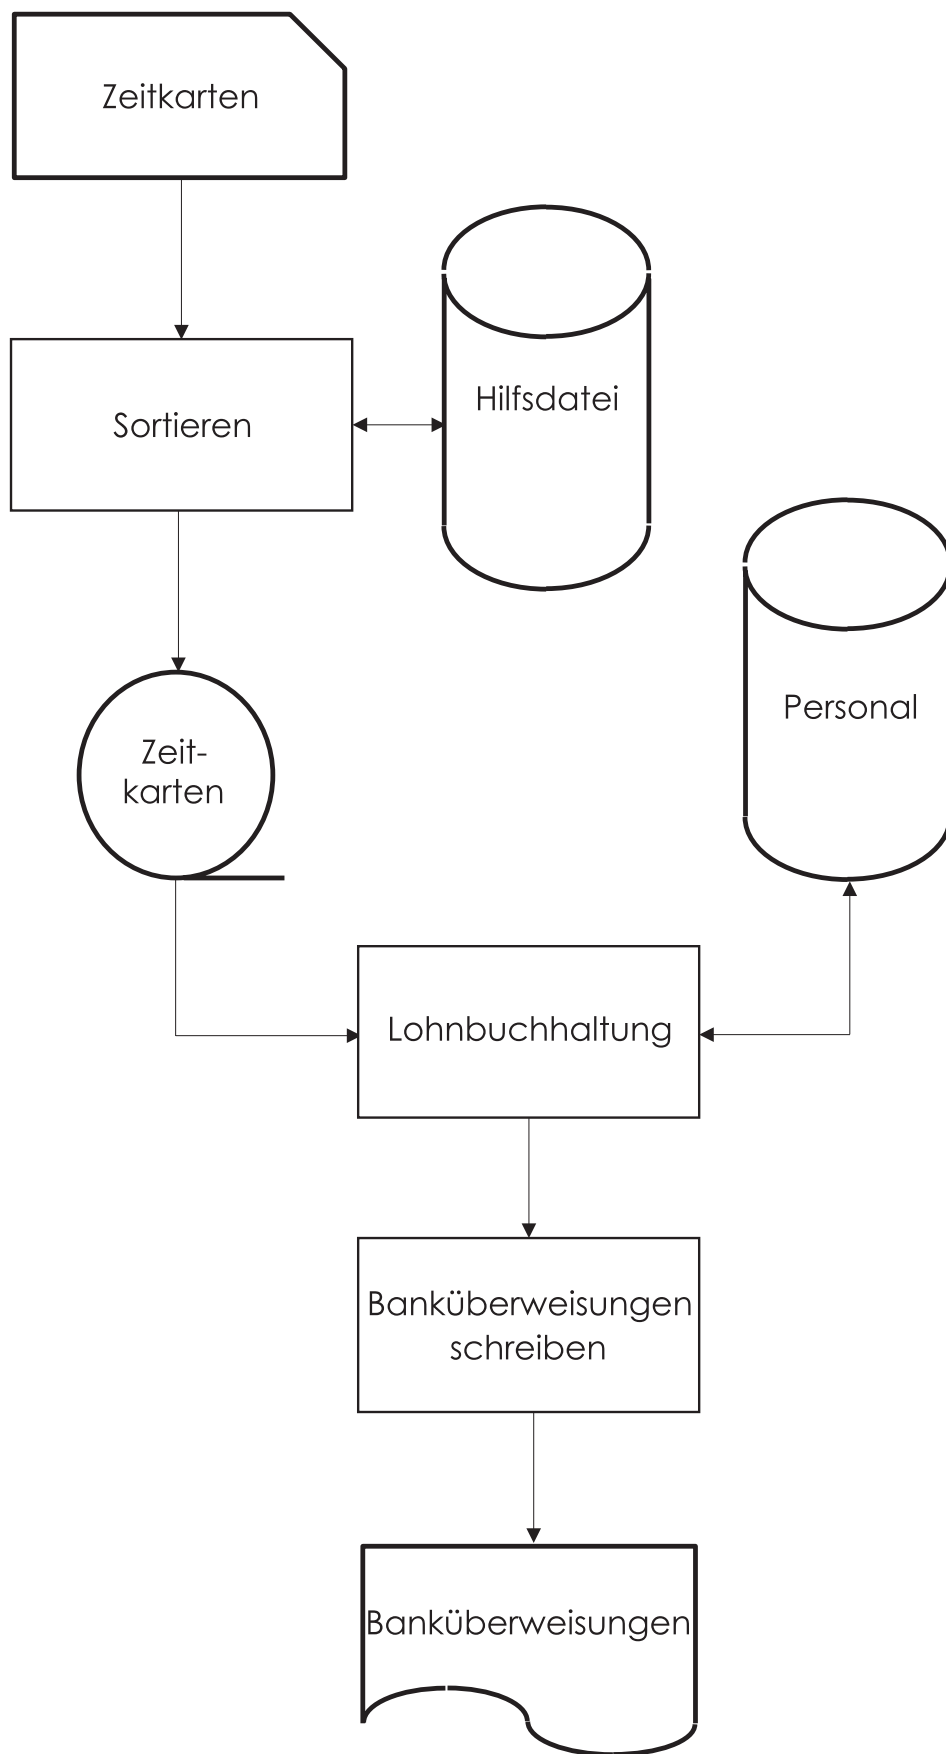 Zeitkarten
Hilfsdatei
Sortieren
Personal
Zeit-
karten
Lohnbuchhaltung
Banküberweisungen
schreiben
Banküberweisungen